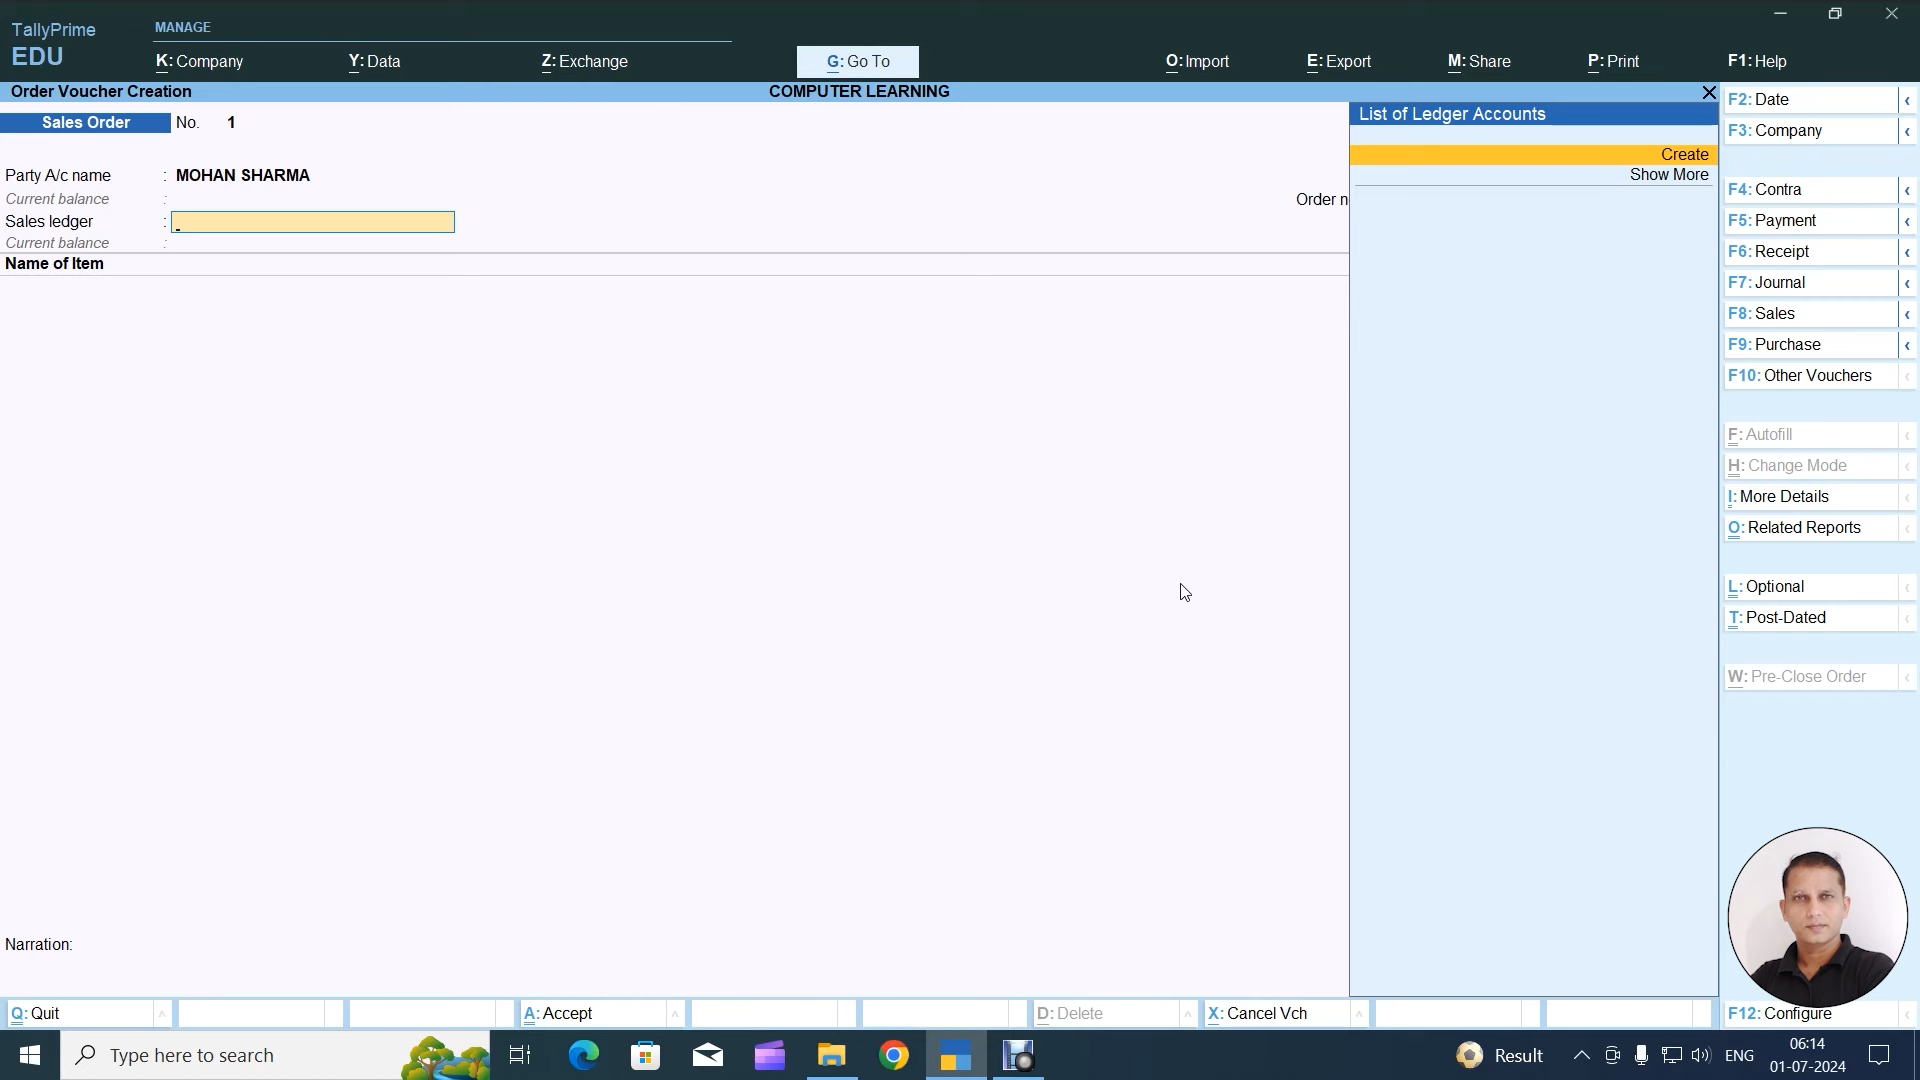 TallyPrime
EDU
MANAGE
K: Company
Y: Data
Z: Exchange
G: Go To
O: Import
E: Export
M: Share
P: Print
F1: Help
Order Voucher Creation
COMPUTER LEARNING
Sales Order No. 1
Party A/c name : MOHAN SHARMA
Current balance :
Order n
Sales ledger :
Current balance :
Name of Item
Narration:
List of Ledger Accounts
Create
Show More
F2: Date
F3: Company
F4: Contra
F5: Payment
F6: Receipt
F7: Journal
F8: Sales
F9: Purchase
F10: Other Vouchers
F: Autofill
H: Change Mode
I: More Details
O: Related Reports
L: Optional
T: Post-Dated
W: Pre-Close Order
Q: Quit
A: Accept
D: Delete
X: Cancel Vch
F12: Configure
Type here to search
Result
ENG
06:14
01-07-2024